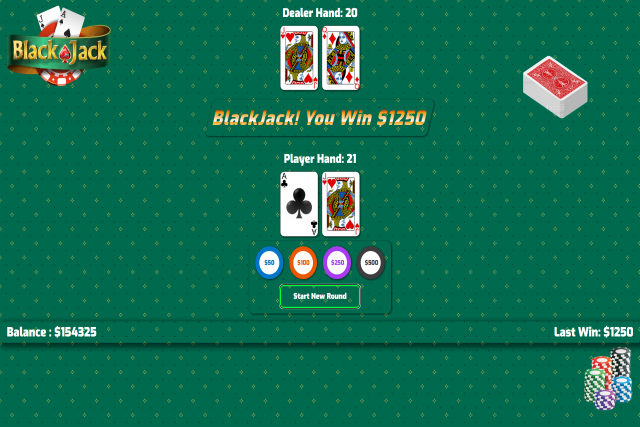 Dealer Hand: 20
Black Jack
BlackJack! You Win $1250
Player Hand: 21
A
A
$50
$100
$250
$500
Start New Round
Balance : $154325
Last Win: $1250